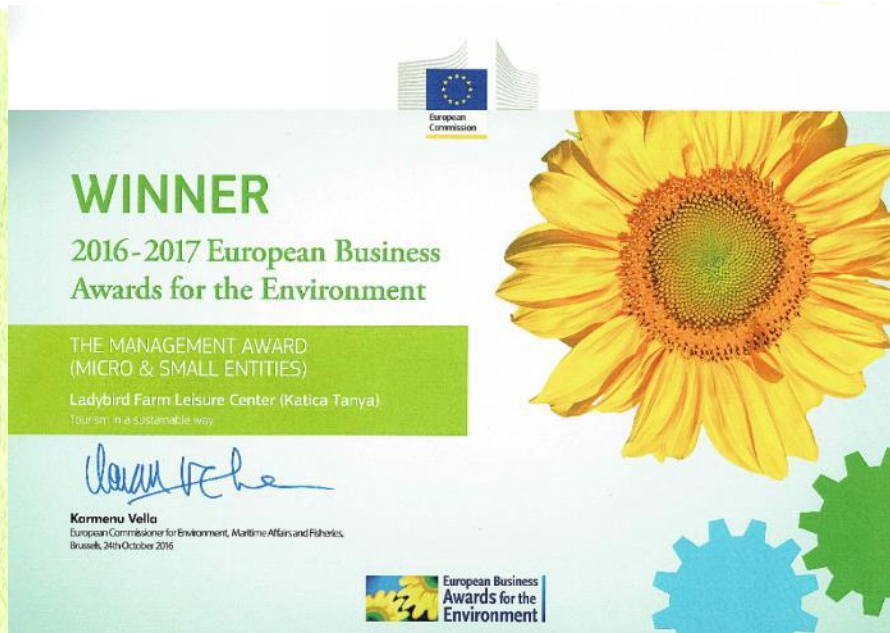 European
Commission
WINNER
2016-2017 European Business
Awards for the Environment
THE MANAGEMENT AWARD
(MICRO & SMALL ENTITIES)
Ladybird Farm Leisure Center (Katica Tanya)
Tourism in a sustainable way
Karmenu Vella
European Commissioner for Environment, Maritime Affairs and Fisheries,
Brussels, 24th October 2016
European Business
Awards for the
Environment